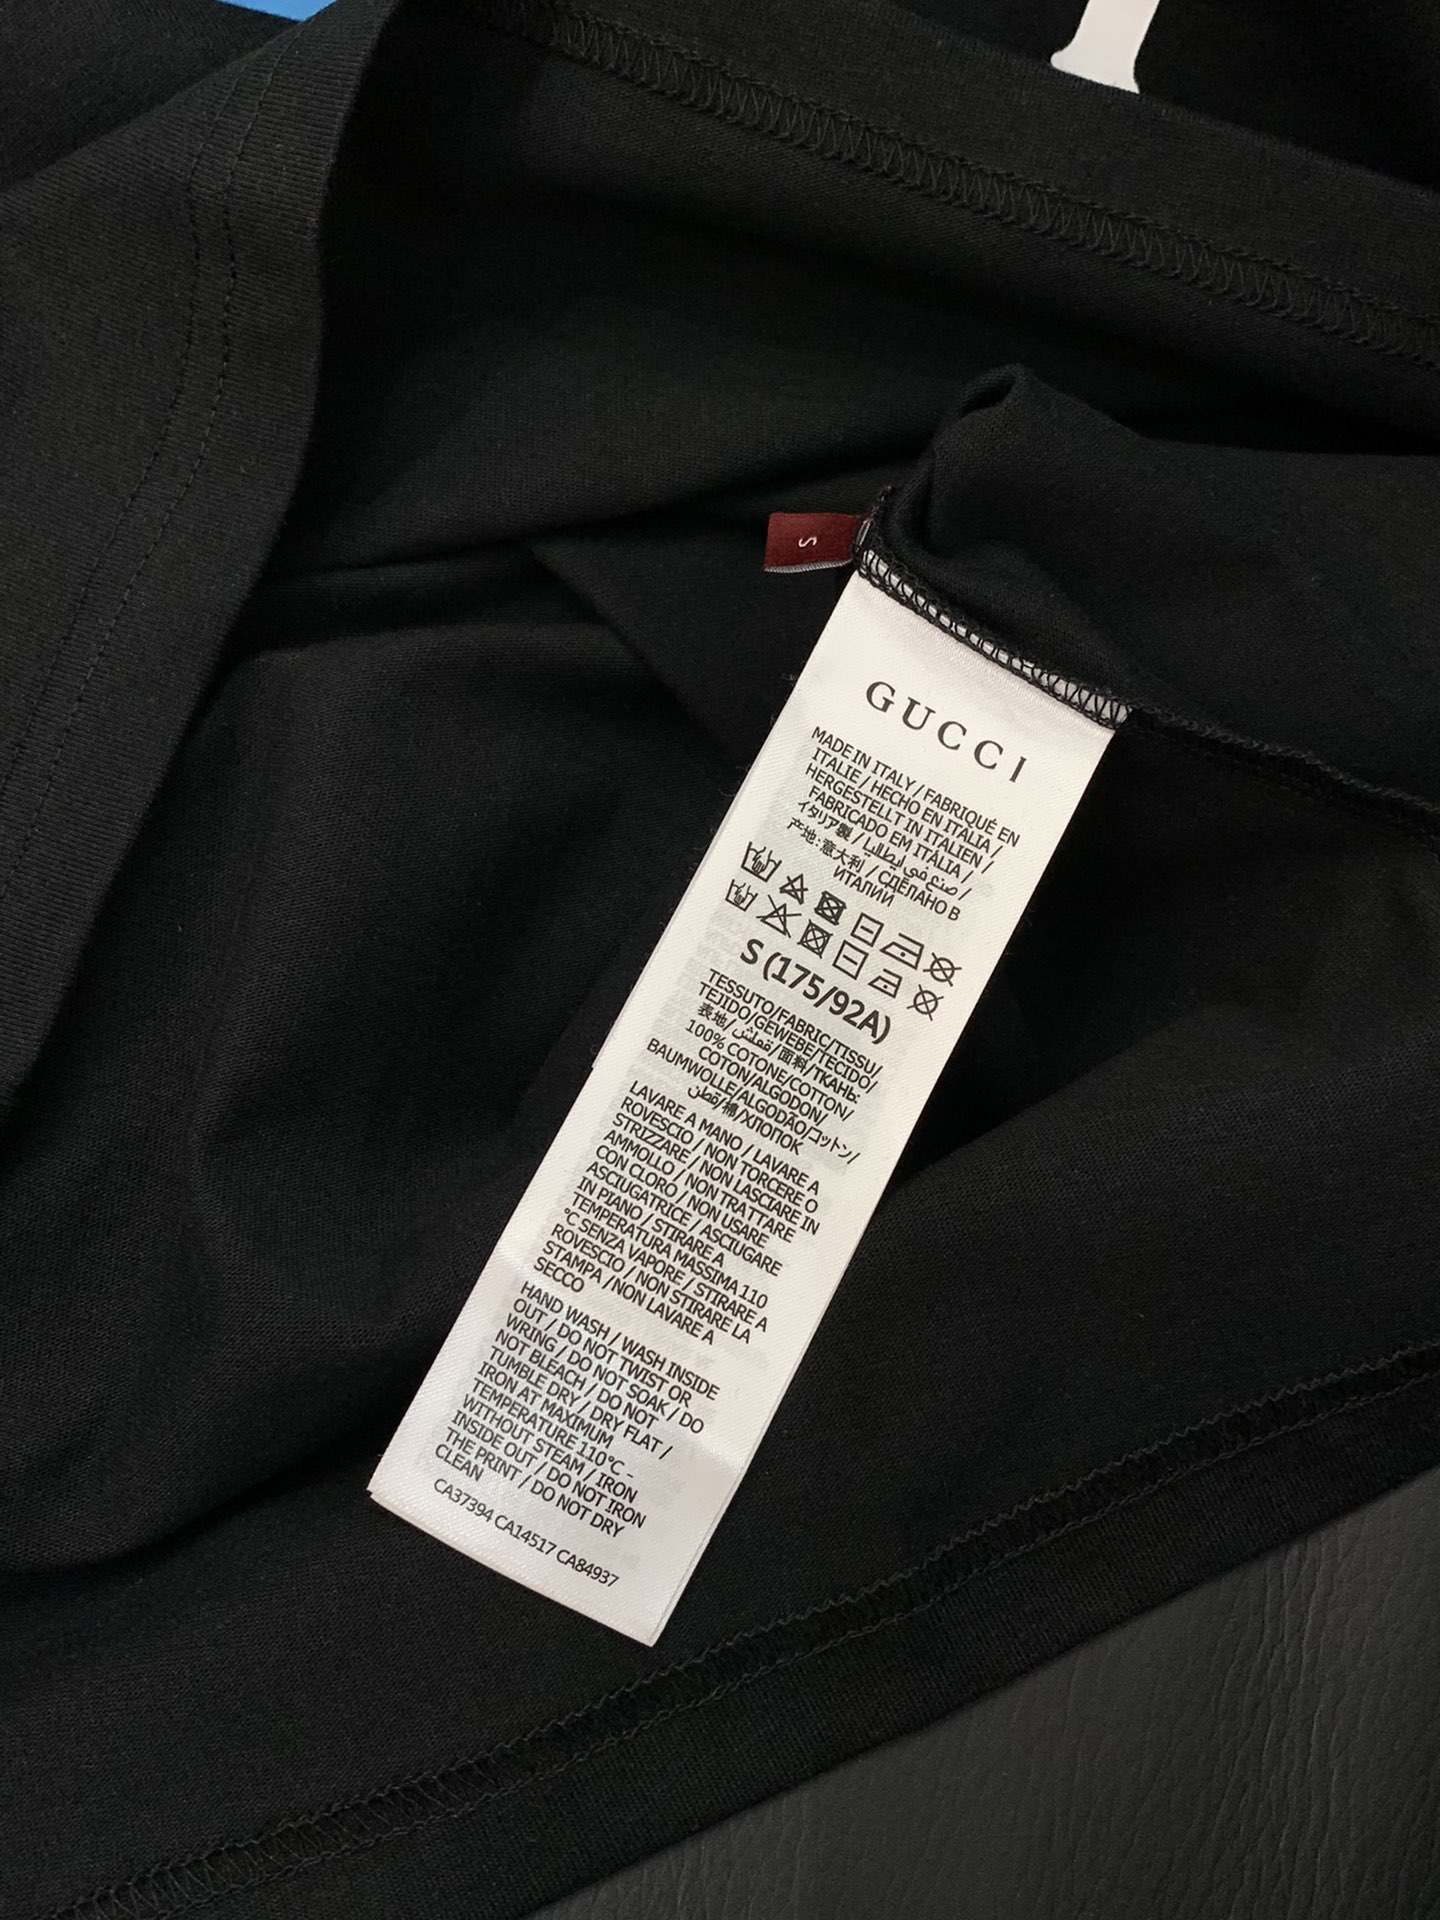 S
GUCCI
MADE IN ITALY / FABRIQUÉ EN
ITALIE / HECHO EN ITALIA /
HERGESTELLT IN ITALIEN /
FABRICADO EM ITÁLIA /
イタリア製 / صنع في إيطاليا /
产地:意大利 / СДЕЛАНО В
ИТАЛИИ
S (175/92A)
TESSUTO/FABRIC/TISSU/
TEJIDO/GEWEBE/TECIDO/
表地/قماش/面料/ТКАНЬ:
100% COTONE/COTTON/
COTON/ALGODON/
BAUMWOLLE/ALGODÃO/コットン/
قطن/棉/ХЛОПОК
LAVARE A MANO / LAVARE A
ROVESCIO / NON TORCERE O
STRIZZARE / NON LASCIARE IN
AMMOLLO / NON TRATTARE
CON CLORO / NON USARE
ASCIUGATRICE / ASCIUGARE
IN PIANO / STIRARE A
TEMPERATURA MASSIMA 110
°C SENZA VAPORE / STIRARE A
ROVESCIO / NON STIRARE LA
STAMPA /NON LAVARE A
SECCO
HAND WASH / WASH INSIDE
OUT / DO NOT TWIST OR
WRING / DO NOT SOAK / DO
NOT BLEACH / DO NOT
TUMBLE DRY / DRY FLAT /
IRON AT MAXIMUM
TEMPERATURE 110°C -
WITHOUT STEAM / IRON
INSIDE OUT / DO NOT IRON
THE PRINT / DO NOT DRY
CLEAN
CA37394 CA14517 CA84937